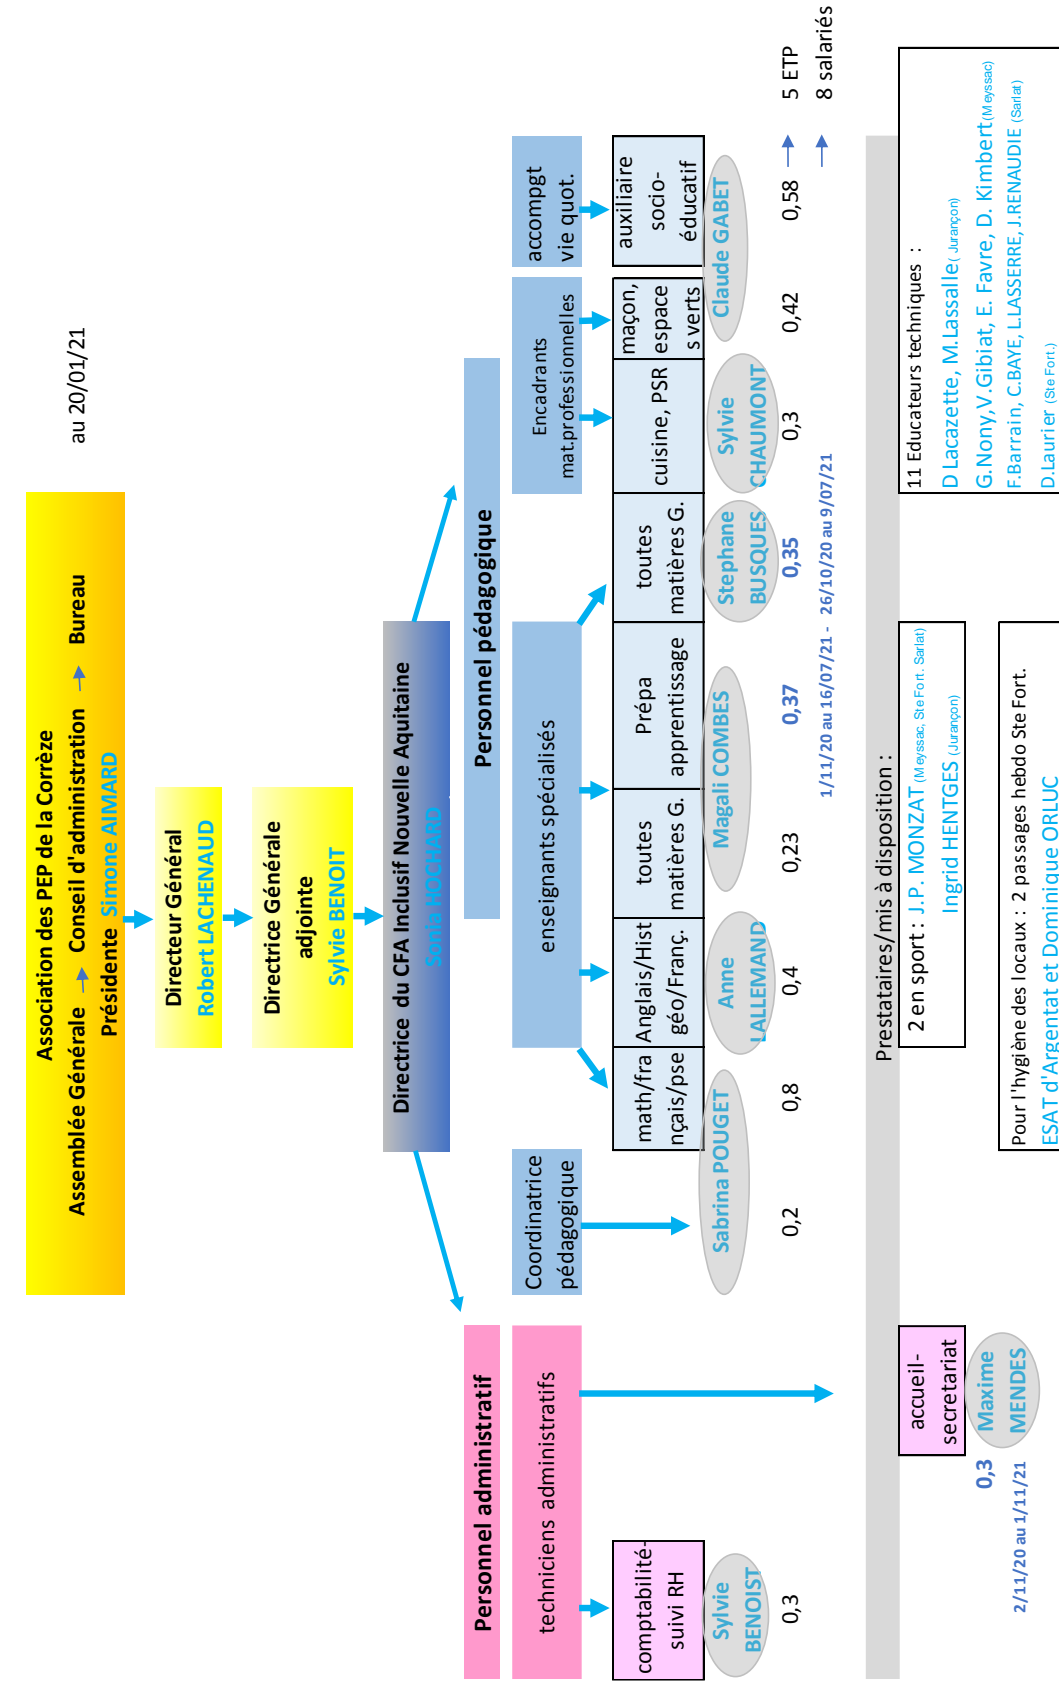 Association des PEP de la Corrèze
au 20/01/21
Assemblée Générale → Conseil d'administration → Bureau
Présidente Simone AIMARD
Directeur Général
Robert LACHENAUD
Directrice Générale
adjointe
Sylvie BENOIT
Directrice du CFA Inclusif Nouvelle Aquitaine
Sonia HOCHARD
Personnel administratif
Personnel pédagogique
techniciens administratifs
Coordinatrice
pédagogique
enseignants spécialisés
Encadrants
mat.professionnelles
accompgt
vie quot.
comptabilité-
suivi RH
math/fra
nçais/pse
Anglais/Hist
géo/Franç.
toutes
matières G.
Prépa
apprentissage
toutes
matières G.
cuisine, PSR
maçon,
espace
s verts
auxiliaire
socio-
éducatif
Sylvie
BENOIST
Sabrina POUGET
Anne
LALLEMAND
Magali COMBES
Stephane
BUSQUES
Sylvie
CHAUMONT
Claude GABET
0,3
0,2
0,8
0,4
0,23
0,37
0,35
0,3
0,42
0,58
→ 5 ETP
→ 8 salariés
1/11/20 au 16/07/21 - 26/10/20 au 9/07/21
Prestataires/mis à disposition :
accueil-
secretariat
Maxime
MENDES
0,3
2/11/20 au 1/11/21
2 en sport : J.P. MONZAT (Meyssac, Ste Fort. Sarlat)
Ingrid HENTGES (Jurançon)
Pour l'hygiène des locaux : 2 passages hebdo Ste Fort.
ESAT d'Argentat et Dominique ORLUC
11 Educateurs techniques :
D Lacazette, M.Lassalle( Jurançon)
G.Nony,V.Gibiat, E. Favre, D. Kimbert(Meyssac)
F.Barrain, C.BAYE, L.LASSERRE, J.RENAUDIE (Sarlat)
D.Laurier (Ste Fort.)